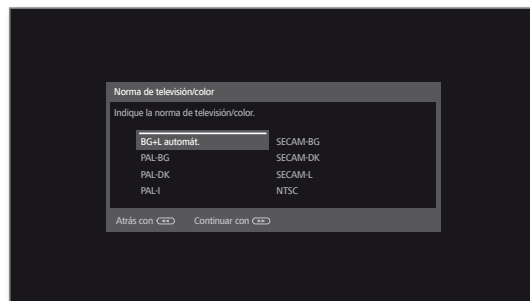 Norma de televisión/color
Indique la norma de televisión/color.
BG+L automát. SECAM-BG
PAL-BG SECAM-DK
PAL-DK SECAM-L
PAL-I NTSC
Atrás con Continuar con